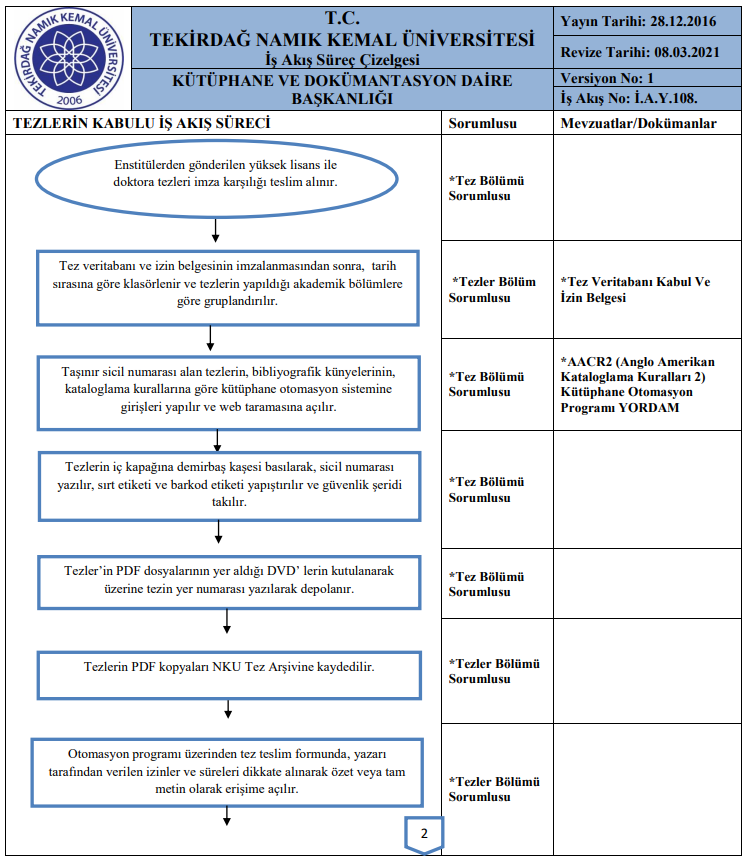 TEKİRDAĞ NAMIK KEMAL ÜNİVERSİTESİ
2006
T.C.
TEKİRDAĞ NAMIK KEMAL ÜNİVERSİTESİ
İş Akış Süreç Çizelgesi
KÜTÜPHANE VE DOKÜMANTASYON DAİRE
BAŞKANLIĞI
Yayın Tarihi: 28.12.2016
Revize Tarihi: 08.03.2021
Versiyon No: 1
İş Akış No: İ.A.Y.108.
TEZLERİN KABULU İŞ AKIŞ SÜRECİ
Sorumlusu
Mevzuatlar/Dokümanlar
Enstitülerden gönderilen yüksek lisans ile
doktora tezleri imza karşılığı teslim alınır.
*Tez Bölümü
Sorumlusu
Tez veritabanı ve izin belgesinin imzalanmasından sonra, tarih
sırasına göre klasörlenir ve tezlerin yapıldığı akademik bölümlere
göre gruplandırılır.
*Tezler Bölüm
Sorumlusu
*Tez Veritabanı Kabul Ve
İzin Belgesi
Taşınır sicil numarası alan tezlerin, bibliyografik künyelerinin,
kataloglama kurallarına göre kütüphane otomasyon sistemine
girişleri yapılır ve web taramasına açılır.
*Tez Bölümü
Sorumlusu
*AACR2 (Anglo Amerikan
Kataloglama Kuralları 2)
Kütüphane Otomasyon
Programı YORDAM
Tezlerin iç kapağına demirbaş kaşesi basılarak, sicil numarası
yazılır, sırt etiketi ve barkod etiketi yapıştırılır ve güvenlik şeridi
takılır.
*Tez Bölümü
Sorumlusu
Tezler’in PDF dosyalarının yer aldığı DVD’ lerin kutulanarak
üzerine tezin yer numarası yazılarak depolanır.
*Tez Bölümü
Sorumlusu
Tezlerin PDF kopyaları NKU Tez Arşivine kaydedilir.
*Tezler Bölümü
Sorumlusu
Otomasyon programı üzerinden tez teslim formunda, yazarı
tarafından verilen izinler ve süreleri dikkate alınarak özet veya tam
metin olarak erişime açılır.
*Tezler Bölümü
Sorumlusu
2